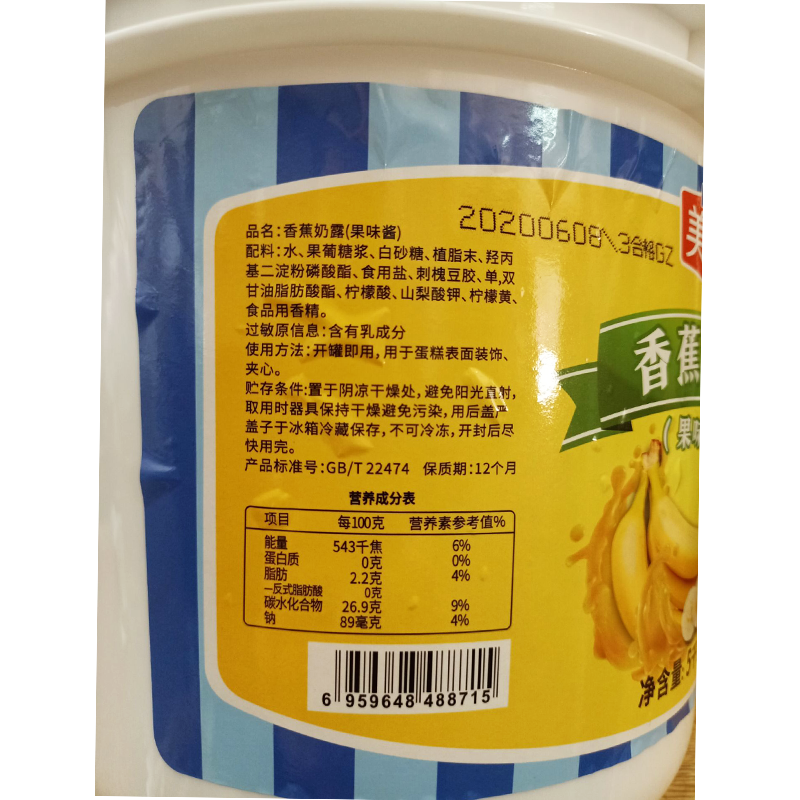 20200608\3合格GZ
美
品名:香蕉奶露(果味酱)
配料:水、果葡糖浆、白砂糖、植脂末、羟丙
基二淀粉磷酸酯、食用盐、刺槐豆胶、单,双
甘油脂肪酸酯、柠檬酸、山梨酸钾、柠檬黄、
食品用香精。
过敏原信息:含有乳成分
使用方法:开罐即用,用于蛋糕表面装饰、
夹心。
贮存条件:置于阴凉干燥处,避免阳光直射,
取用时器具保持干燥避免污染,用后盖严
盖子于冰箱冷藏保存,不可冷冻,开封后尽
快用完。
产品标准号:GB/T 22474 保质期:12个月
营养成分表
项目 每100克 营养素参考值%
能量 543千焦 6%
蛋白质 0克 0%
脂肪 2.2克 4%
一反式脂肪酸 0克
碳水化合物 26.9克 9%
钠 89毫克 4%
6 959648 488715
香蕉
(果味
净含量:5